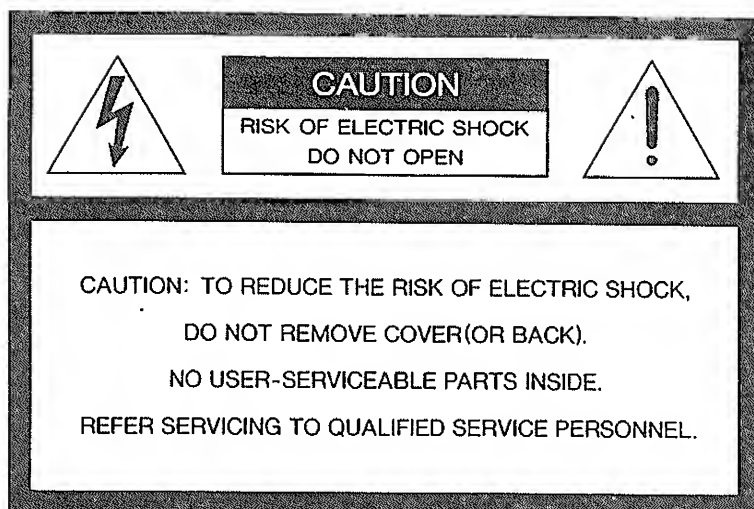 CAUTION
RISK OF ELECTRIC SHOCK
DO NOT OPEN
CAUTION: TO REDUCE THE RISK OF ELECTRIC SHOCK,
DO NOT REMOVE COVER(OR BACK).
NO USER-SERVICEABLE PARTS INSIDE.
REFER SERVICING TO QUALIFIED SERVICE PERSONNEL.